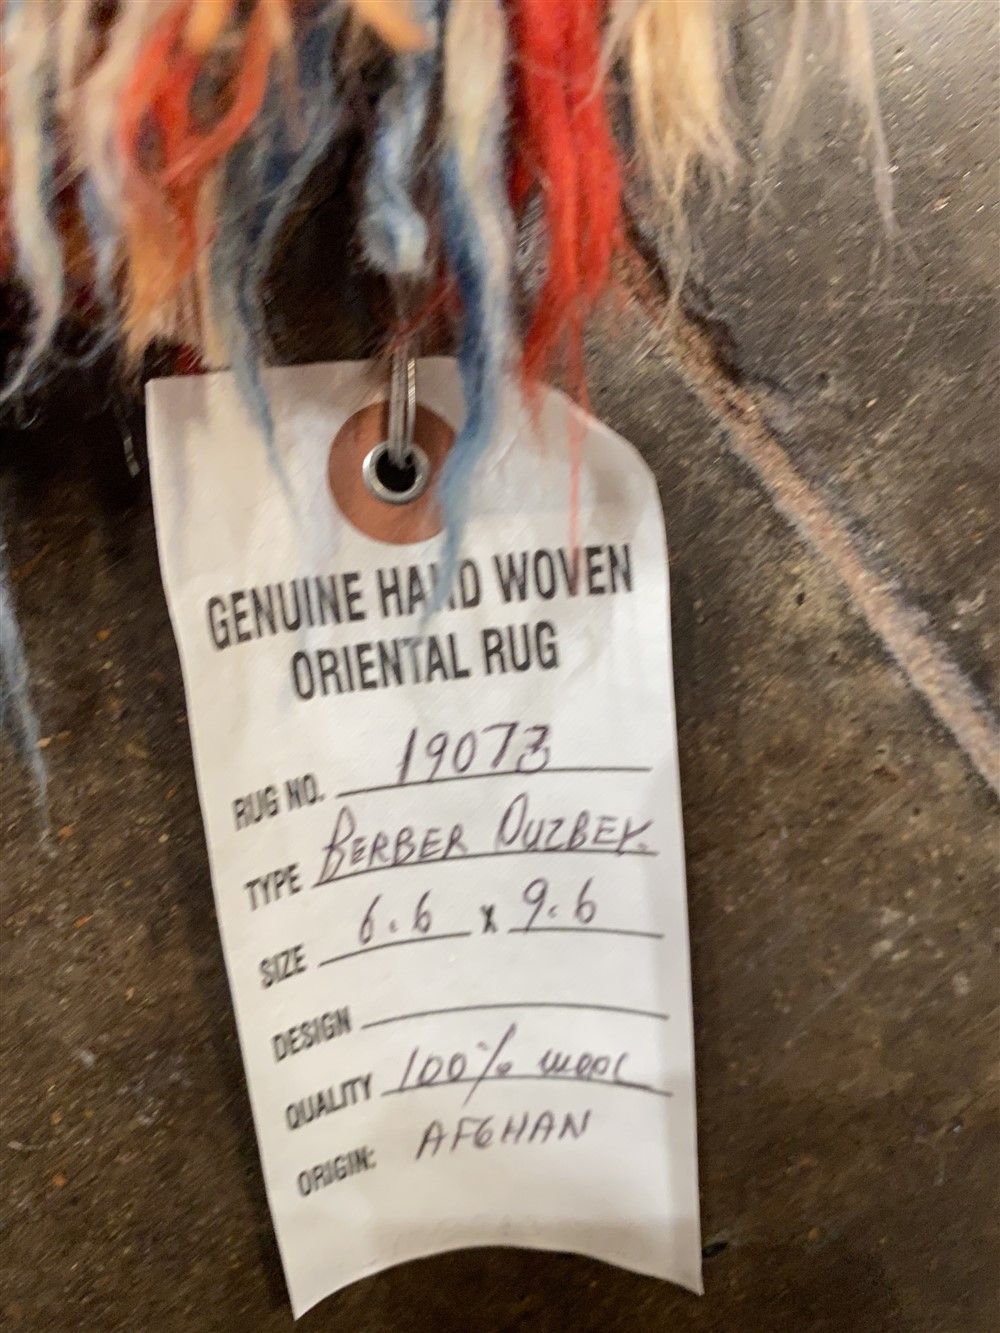 GENUINE HAND WOVEN
ORIENTAL RUG
RUG NO. 19073
TYPE BERBER OUZBEK.
SIZE 6.6 x 9.6
DESIGN
QUALITY 100% WOOL
ORIGIN: AFGHAN